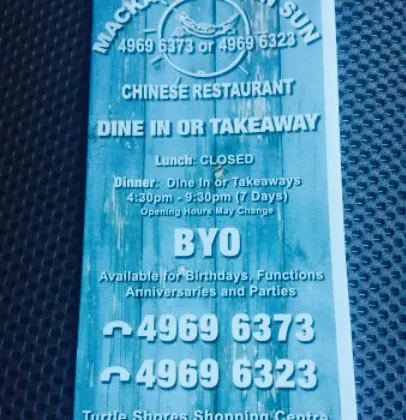 MACKA SUN
4969 6373 or 4969 6323
CHINESE RESTAURANT
DINE IN OR TAKEAWAY
Lunch: CLOSED
Dinner: Dine In or Takeaways
4:30pm - 9:30pm (7 Days)
Opening Hours May Change
BYO
Available for Birthdays, Functions
Anniversaries and Parties
4969 6373
4969 6323
Turtle Shores Shopping Centre